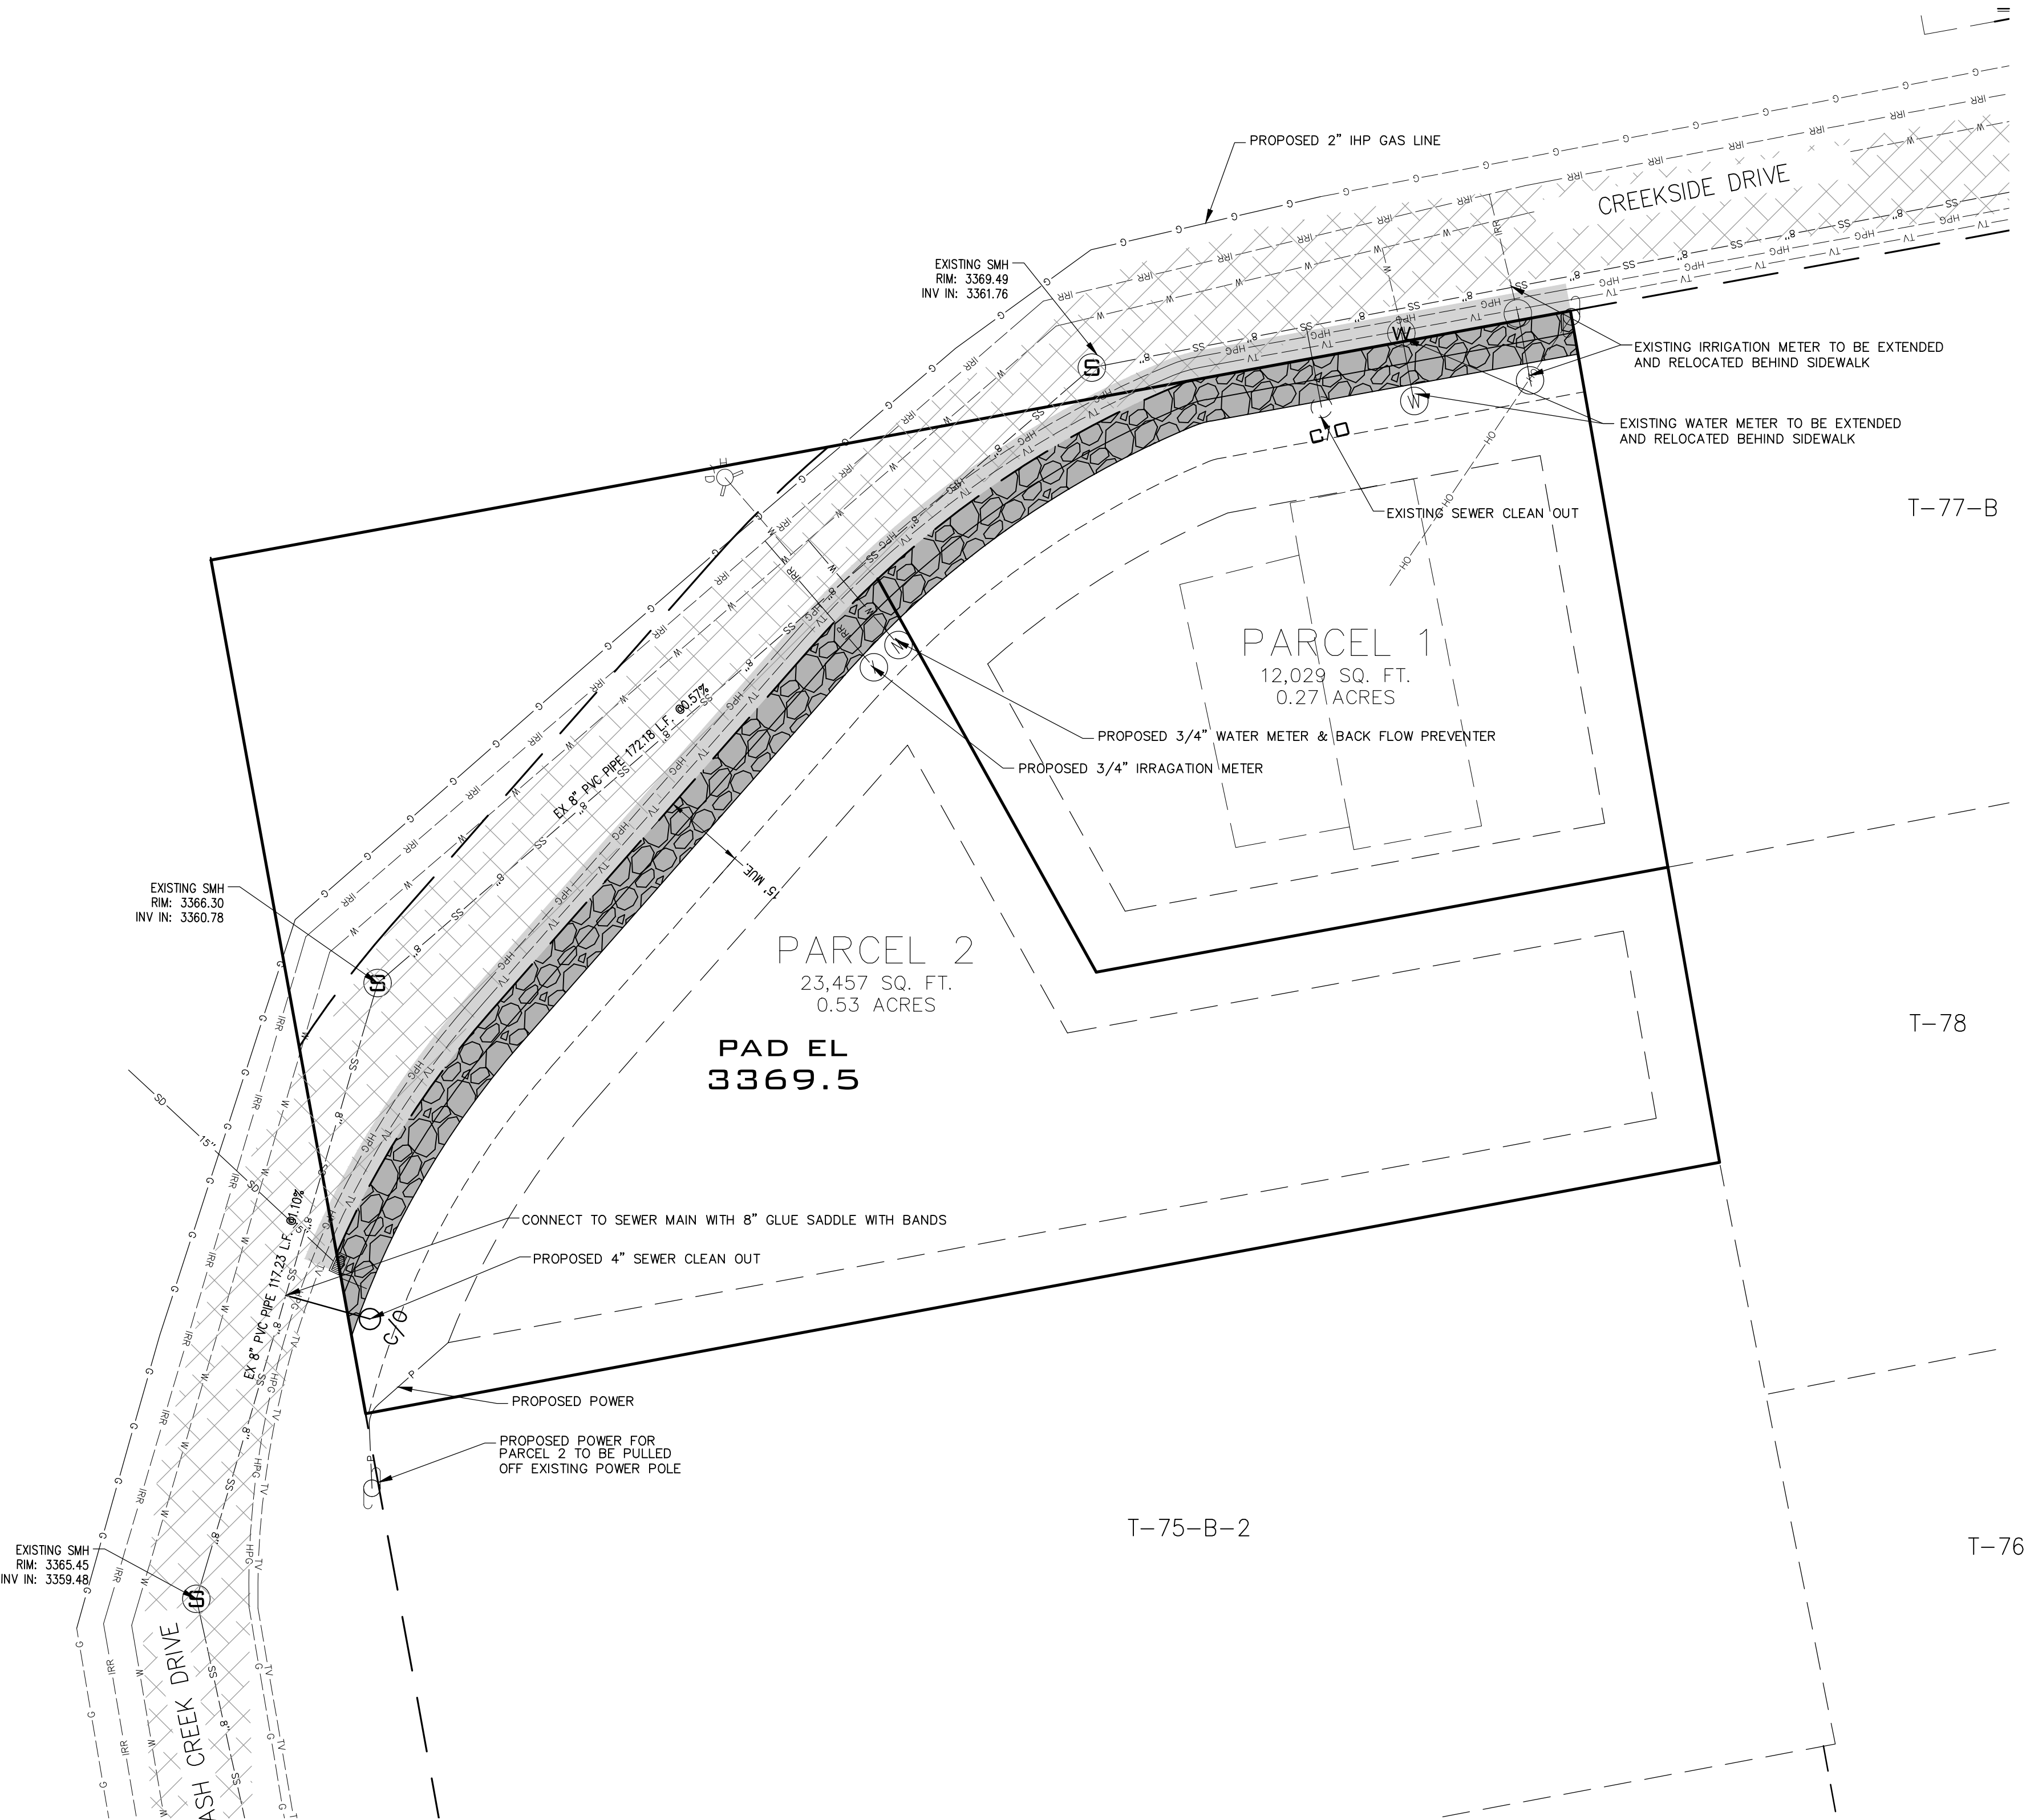 PROPOSED 2" IHP GAS LINE
CREEKSIDE DRIVE
EXISTING SMH
RIM: 3369.49
INV IN: 3361.76
EXISTING IRRIGATION METER TO BE EXTENDED
AND RELOCATED BEHIND SIDEWALK
EXISTING WATER METER TO BE EXTENDED
AND RELOCATED BEHIND SIDEWALK
C/O
EXISTING SEWER CLEAN OUT
T-77-B
PARCEL 1
12,029 SQ. FT.
0.27 ACRES
PROPOSED 3/4" WATER METER & BACK FLOW PREVENTER
PROPOSED 3/4" IRRAGATION METER
EX 8" PVC PIPE 172.18 L.F. @0.57%
15' MUE.
EXISTING SMH
RIM: 3366.30
INV IN: 3360.78
PARCEL 2
23,457 SQ. FT.
0.53 ACRES
PAD EL
3369.5
T-78
SD
15"
SD
EX 8" PVC PIPE 117.23 L.F. @1.10%
CONNECT TO SEWER MAIN WITH 8" GLUE SADDLE WITH BANDS
PROPOSED 4" SEWER CLEAN OUT
C/O
P
PROPOSED POWER
PROPOSED POWER FOR
PARCEL 2 TO BE PULLED
OFF EXISTING POWER POLE
T-75-B-2
T-76
EXISTING SMH
RIM: 3365.45
INV IN: 3359.48
ASH CREEK DRIVE